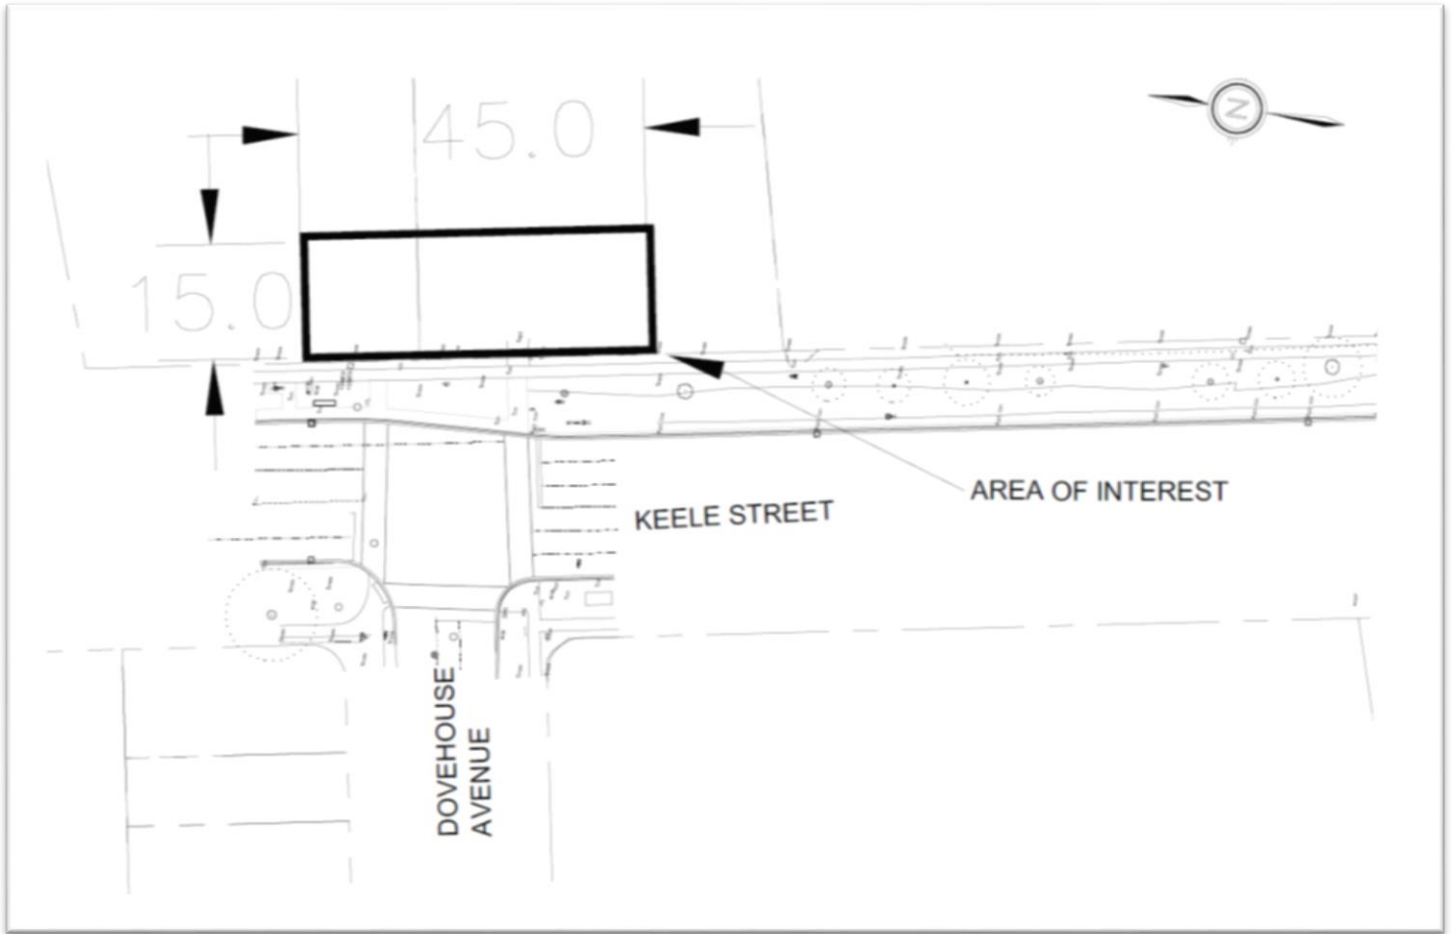 45.0
N
15.0
AREA OF INTEREST
KEELE STREET
DOVEHOUSE
AVENUE